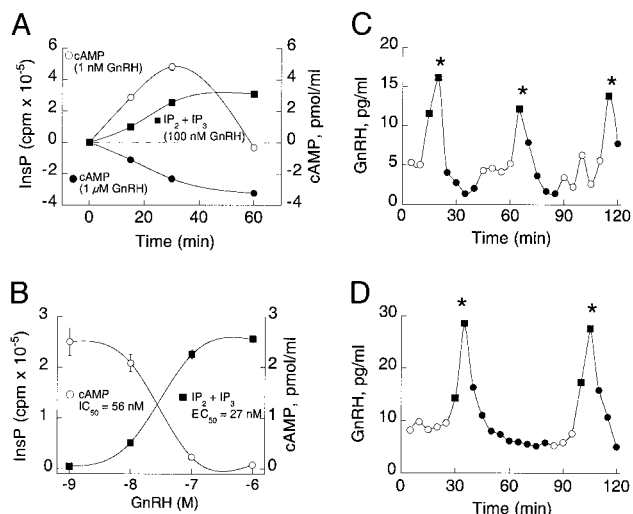 A
InsP (cpm x 10⁻⁵)
6
4
2
0
-2
-4
cAMP
(1 nM GnRH)
IP₂ + IP₃
(100 nM GnRH)
cAMP
(1 µM GnRH)
6
4
2
0
-2
-4
cAMP, pmol/ml
0 20 40 60
Time (min)
B
InsP (cpm x 10⁻⁵)
3
2
1
0
cAMP
IC₅₀ = 56 nM
IP₂ + IP₃
EC₅₀ = 27 nM
3
2
1
0
cAMP, pmol/ml
-9 -8 -7 -6
GnRH (M)
C
GnRH, pg/ml
20
15
10
5
0
* * *
0 30 60 90 120
Time (min)
D
GnRH, pg/ml
30
20
10
0
* *
0 30 60 90 120
Time (min)